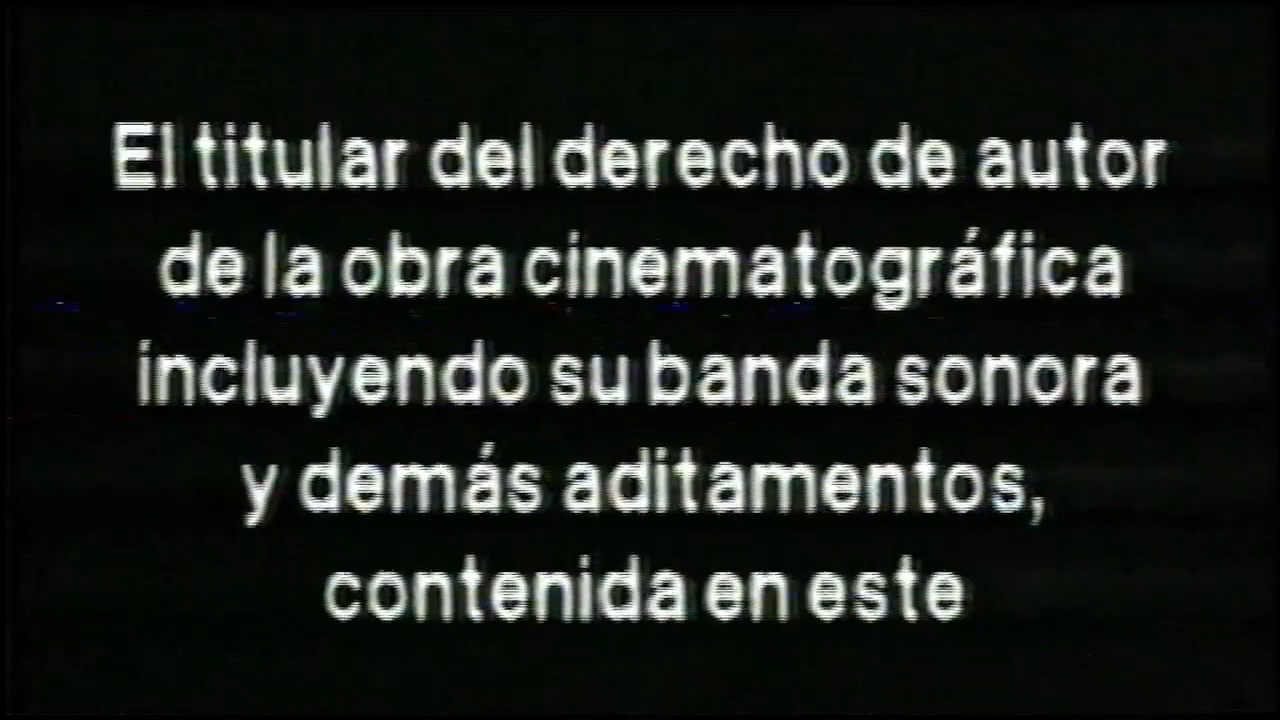 El titular del derecho de autor
de la obra cinematográfica
incluyendo su banda sonora
y demás aditamentos,
contenida en este